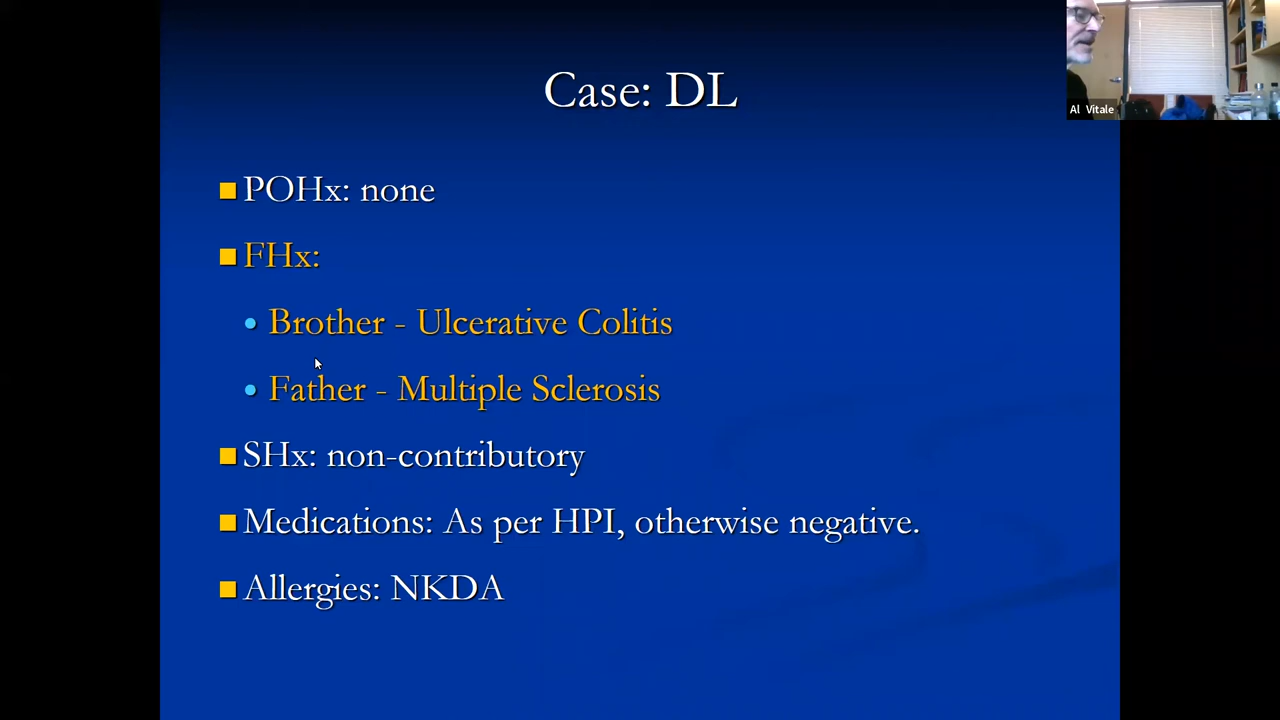 Case: DL
Al Vitale
POHx: none
FHx:
Brother - Ulcerative Colitis
Father - Multiple Sclerosis
SHx: non-contributory
Medications: As per HPI, otherwise negative.
Allergies: NKDA